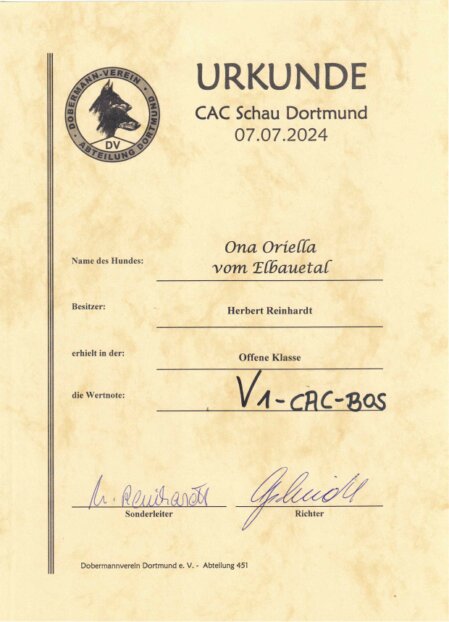 URKUNDE
CAC Schau Dortmund
07.07.2024
DOBERMANN-VEREIN
ABTEILUNG DORTMUND
DV
Name des Hundes:
Ona Oriella
vom Elbauetal
Besitzer:
Herbert Reinhardt
erhielt in der:
Offene Klasse
die Wertnote:
V1-CAC-BOS
Reinhardt
Sonderleiter
Richter
Dobermannverein Dortmund e. V. - Abteilung 451